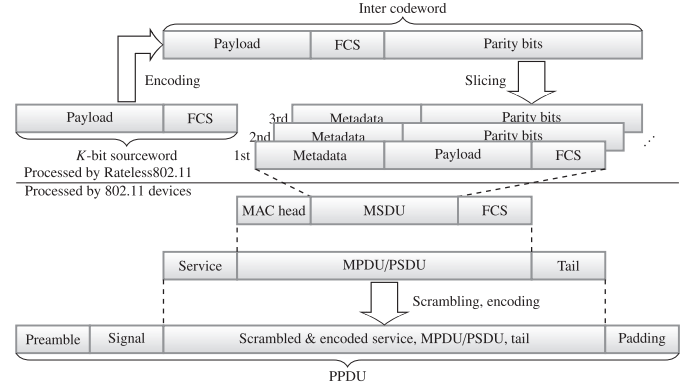 Inter codeword
Payload FCS Parity bits
Encoding
Slicing
Payload FCS
3rd Metadata Parity bits
2nd Metadata Parity bits
1st Metadata Payload FCS
K-bit sourceword
Processed by Rateless802.11
Processed by 802.11 devices
MAC head MSDU FCS
Service MPDU/PSDU Tail
Scrambling, encoding
Preamble Signal Scrambled & encoded service, MPDU/PSDU, tail Padding
PPDU